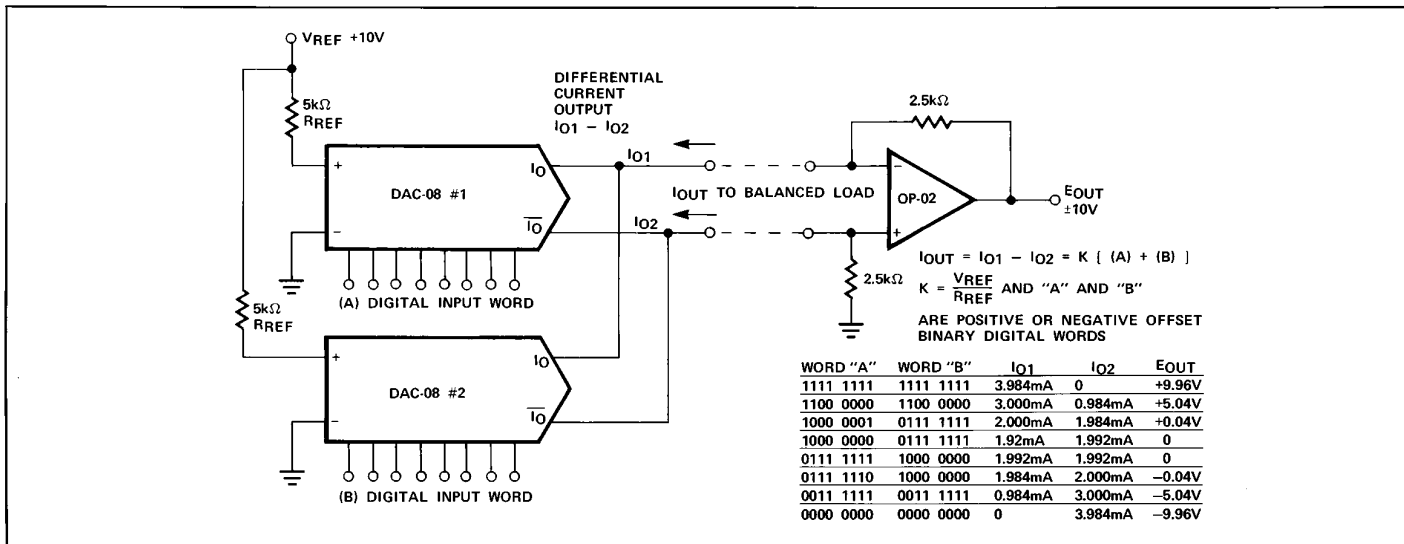 VREF +10V
5kΩ
RREF
DIFFERENTIAL
CURRENT
OUTPUT
IO1 – IO2
+
–
DAC-08 #1
IO
IO
(A) DIGITAL INPUT WORD
IO1
IO2
IOUT TO BALANCED LOAD
2.5kΩ
–
+
OP-02
EOUT
±10V
2.5kΩ
IOUT = IO1 – IO2 = K [ (A) + (B) ]
K = VREF
RREF AND "A" AND "B"
ARE POSITIVE OR NEGATIVE OFFSET
BINARY DIGITAL WORDS
5kΩ
RREF
+
–
DAC-08 #2
IO
IO
(B) DIGITAL INPUT WORD
WORD "A" WORD "B" IO1 IO2 EOUT
1111 1111 1111 1111 3.984mA 0 +9.96V
1100 0000 1100 0000 3.000mA 0.984mA +5.04V
1000 0001 0111 1111 2.000mA 1.984mA +0.04V
1000 0000 0111 1111 1.92mA 1.992mA 0
0111 1111 1000 0000 1.992mA 1.992mA 0
0111 1110 1000 0000 1.984mA 2.000mA –0.04V
0011 1111 0011 1111 0.984mA 3.000mA –5.04V
0000 0000 0000 0000 0 3.984mA –9.96V